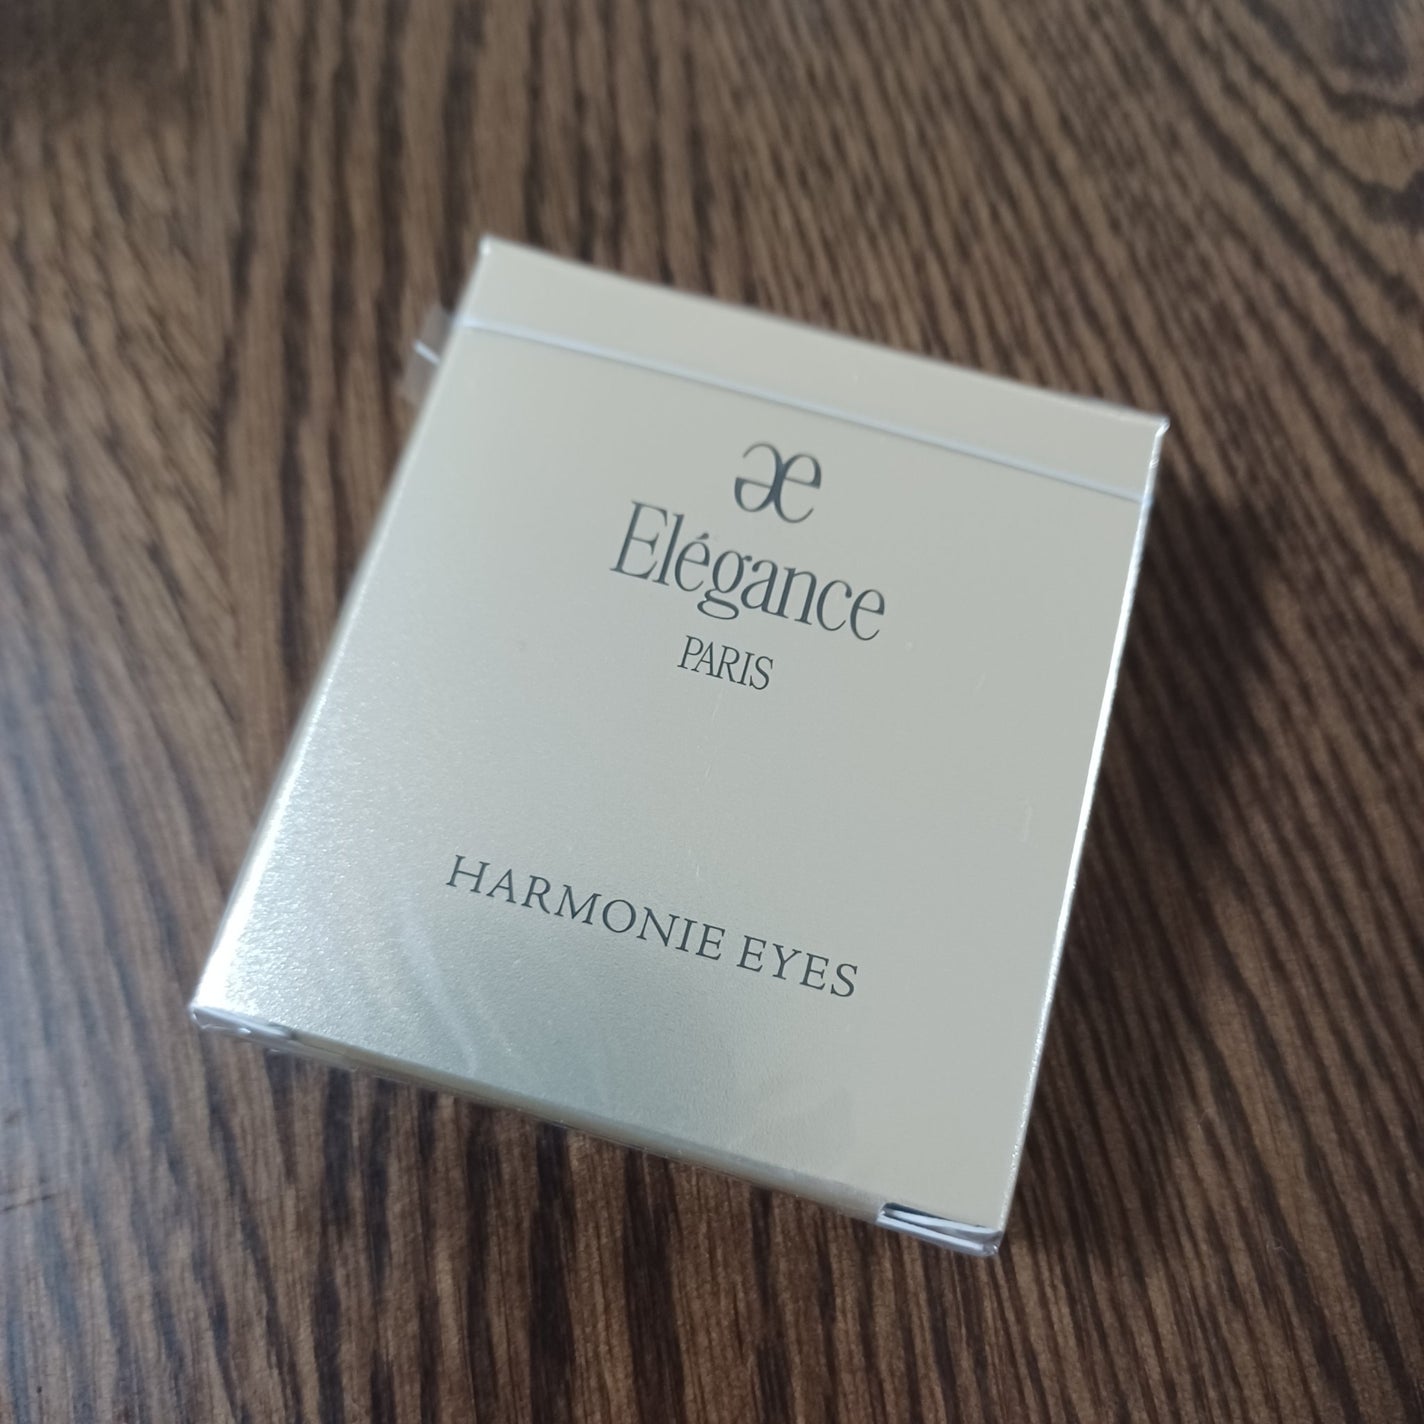 æ
Elégance
PARIS
HARMONIE EYES